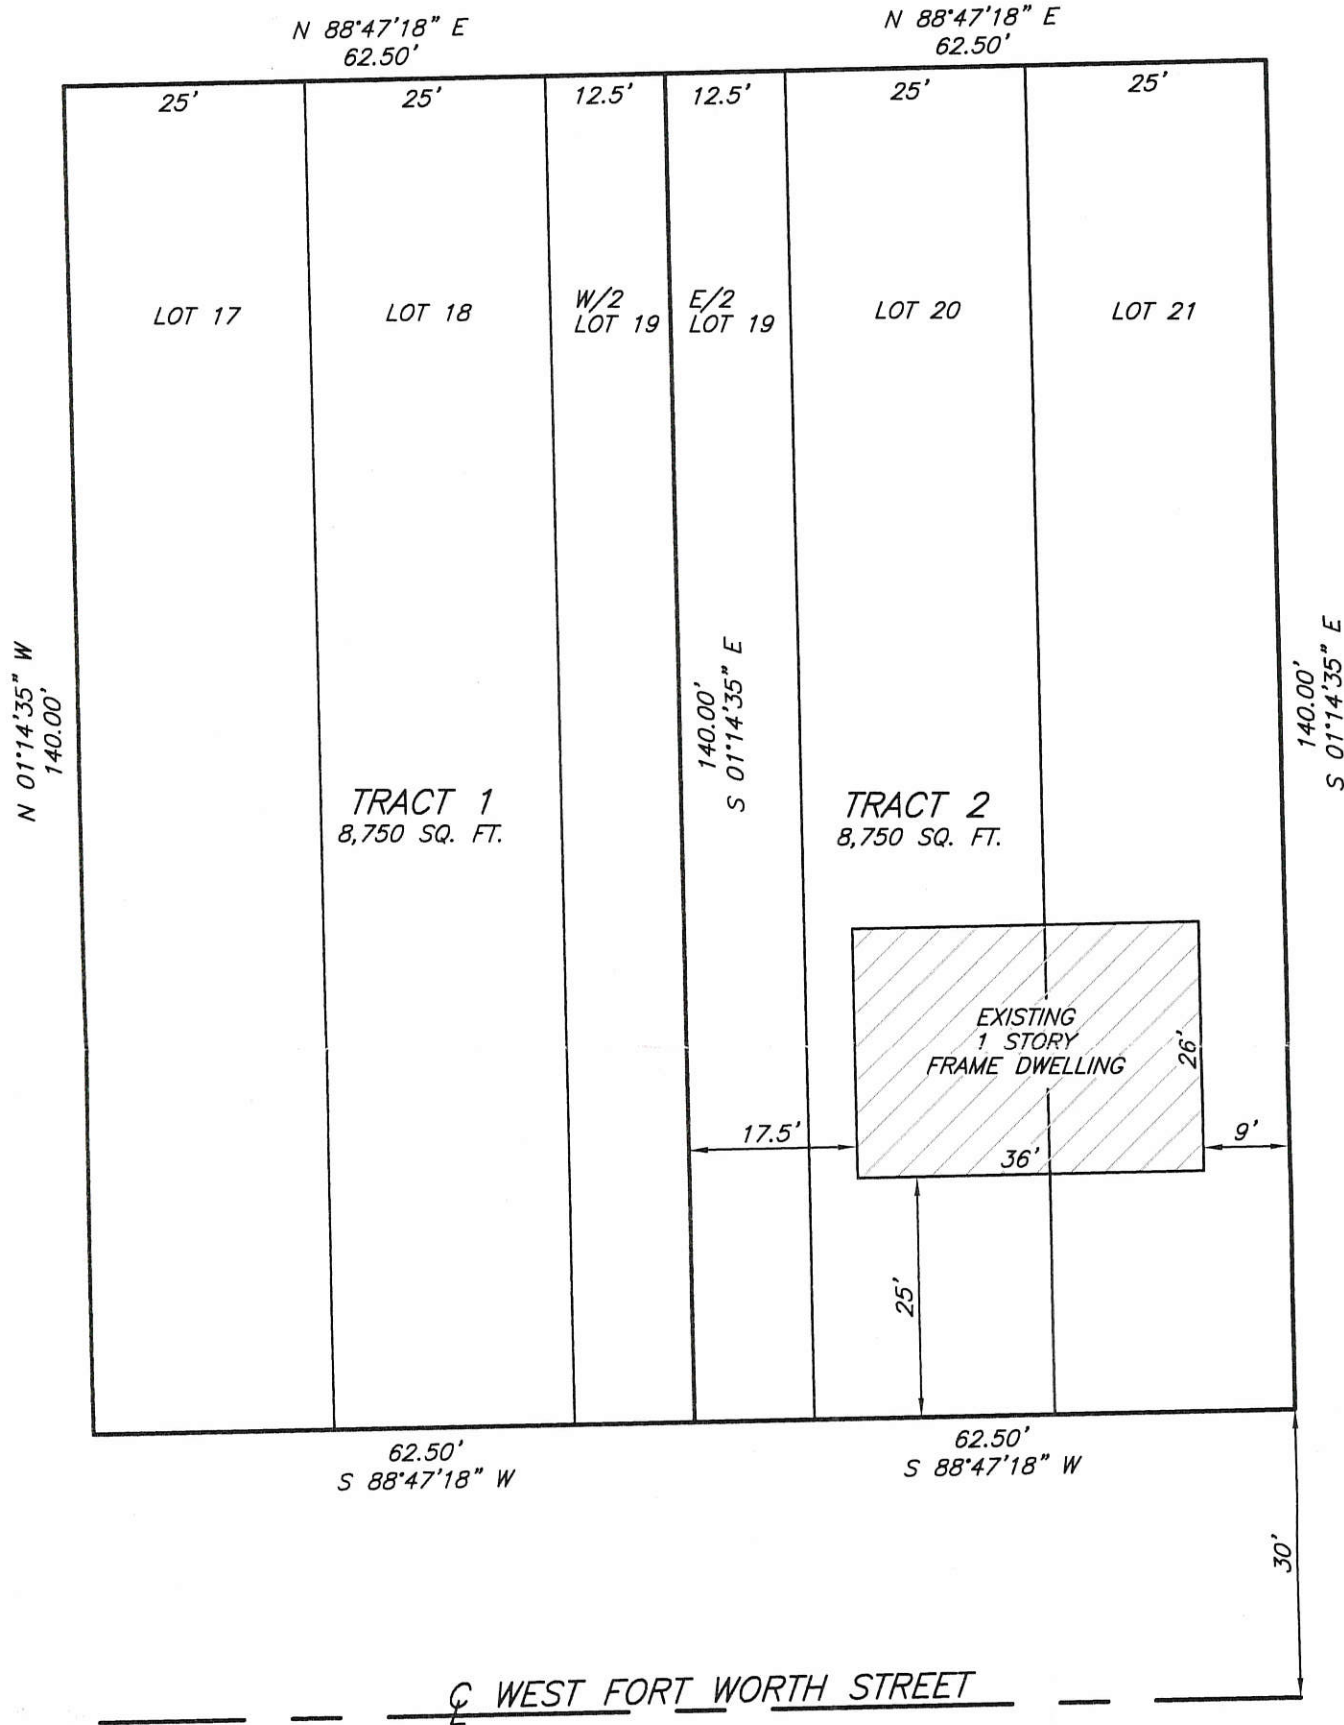 N 88°47'18" E
62.50'
N 88°47'18" E
62.50'
25'
25'
12.5'
12.5'
25'
25'
LOT 17
LOT 18
W/2
LOT 19
E/2
LOT 19
LOT 20
LOT 21
N 01°14'35" W
140.00'
140.00'
S 01°14'35" E
140.00'
S 01°14'35" E
TRACT 1
8,750 SQ. FT.
TRACT 2
8,750 SQ. FT.
EXISTING
1 STORY
FRAME DWELLING
26'
17.5'
36'
9'
25'
62.50'
S 88°47'18" W
62.50'
S 88°47'18" W
30'
℄ WEST FORT WORTH STREET